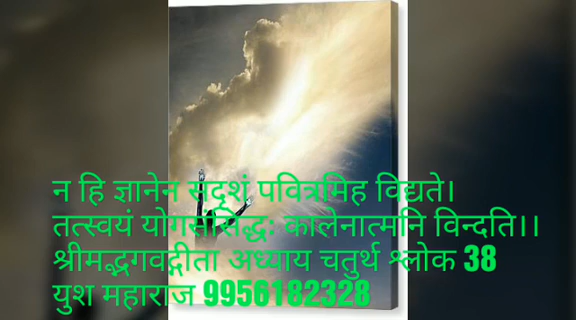 न हि ज्ञानेन सदृशं पवित्रमिह विद्यते।
तत्स्वयं योगसंसिद्धः कालेनात्मनि विन्दति।।
श्रीमद्भगवद्गीता अध्याय चतुर्थ श्लोक 38
युश महाराज 9956182328